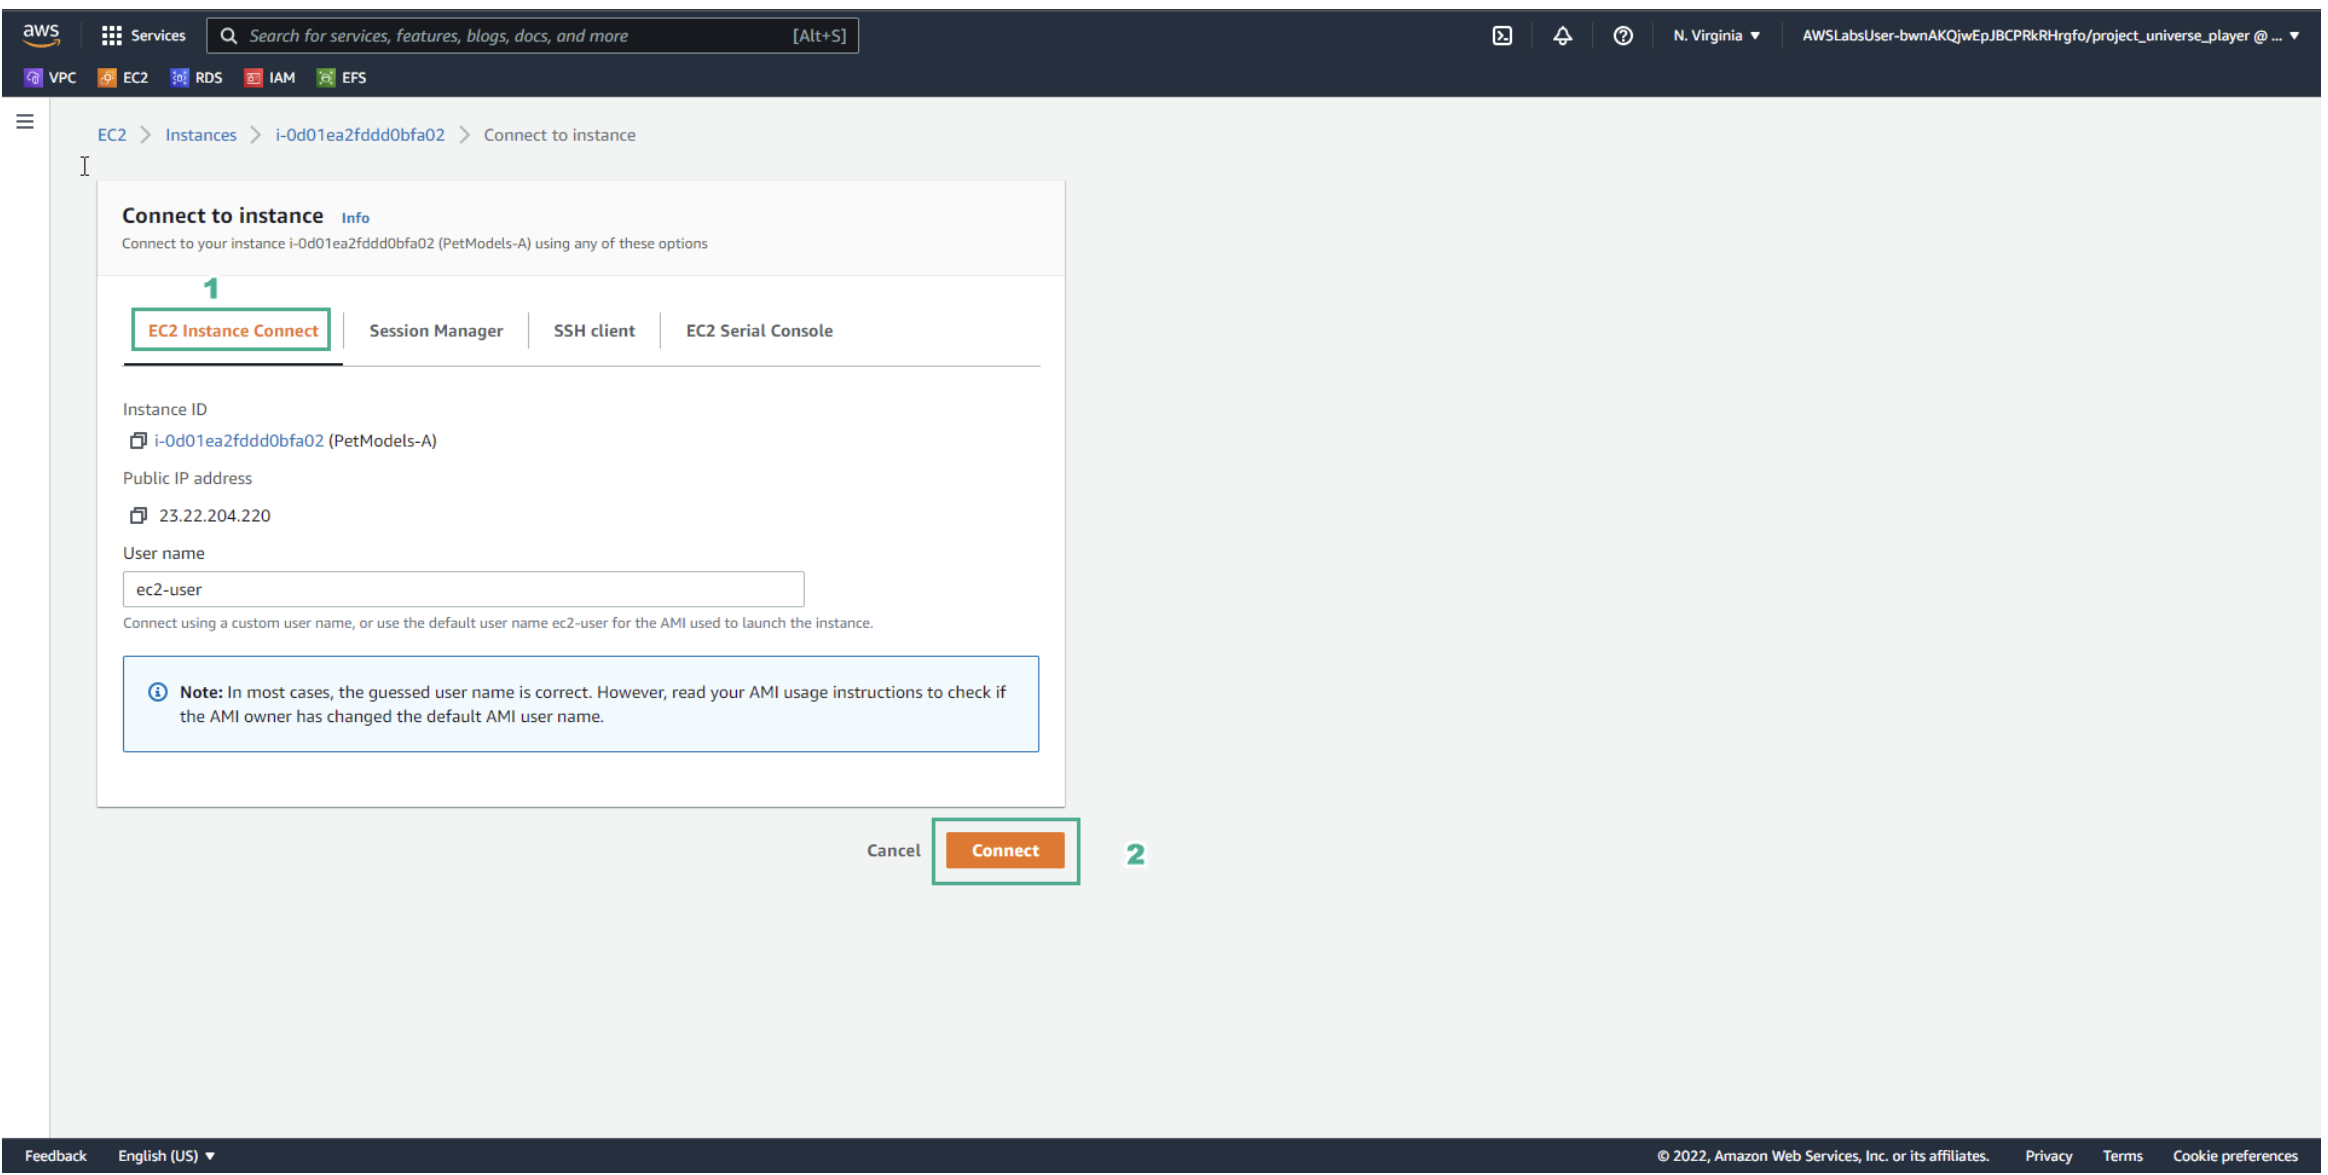 aws
Services
Search for services, features, blogs, docs, and more
[Alt+S]
N. Virginia ▼
AWSLabsUser-bwnAKQjwEpJBCPRkRHrgfo/project_universe_player @ ... ▼
VPC EC2 RDS IAM EFS
EC2 > Instances > i-0d01ea2fddd0bfa02 > Connect to instance
Connect to instance Info
Connect to your instance i-0d01ea2fddd0bfa02 (PetModels-A) using any of these options
1
EC2 Instance Connect
Session Manager
SSH client
EC2 Serial Console
Instance ID
i-0d01ea2fddd0bfa02 (PetModels-A)
Public IP address
23.22.204.220
User name
ec2-user
Connect using a custom user name, or use the default user name ec2-user for the AMI used to launch the instance.
Note: In most cases, the guessed user name is correct. However, read your AMI usage instructions to check if
the AMI owner has changed the default AMI user name.
Cancel
Connect
2
Feedback
English (US) ▼
© 2022, Amazon Web Services, Inc. or its affiliates.
Privacy
Terms
Cookie preferences